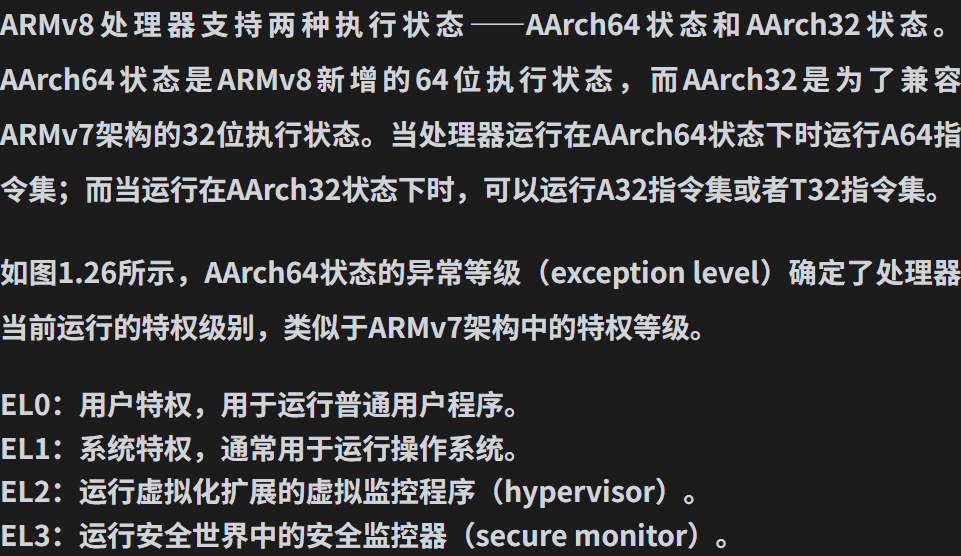 ARMv8处理器支持两种执行状态——AArch64状态和AArch32状态。
AArch64状态是ARMv8新增的64位执行状态，而AArch32是为了兼容
ARMv7架构的32位执行状态。当处理器运行在AArch64状态下时运行A64指
令集；而当运行在AArch32状态下时，可以运行A32指令集或者T32指令集。
如图1.26所示，AArch64状态的异常等级（exception level）确定了处理器
当前运行的特权级别，类似于ARMv7架构中的特权等级。
EL0：用户特权，用于运行普通用户程序。
EL1：系统特权，通常用于运行操作系统。
EL2：运行虚拟化扩展的虚拟监控程序（hypervisor）。
EL3：运行安全世界中的安全监控器（secure monitor）。